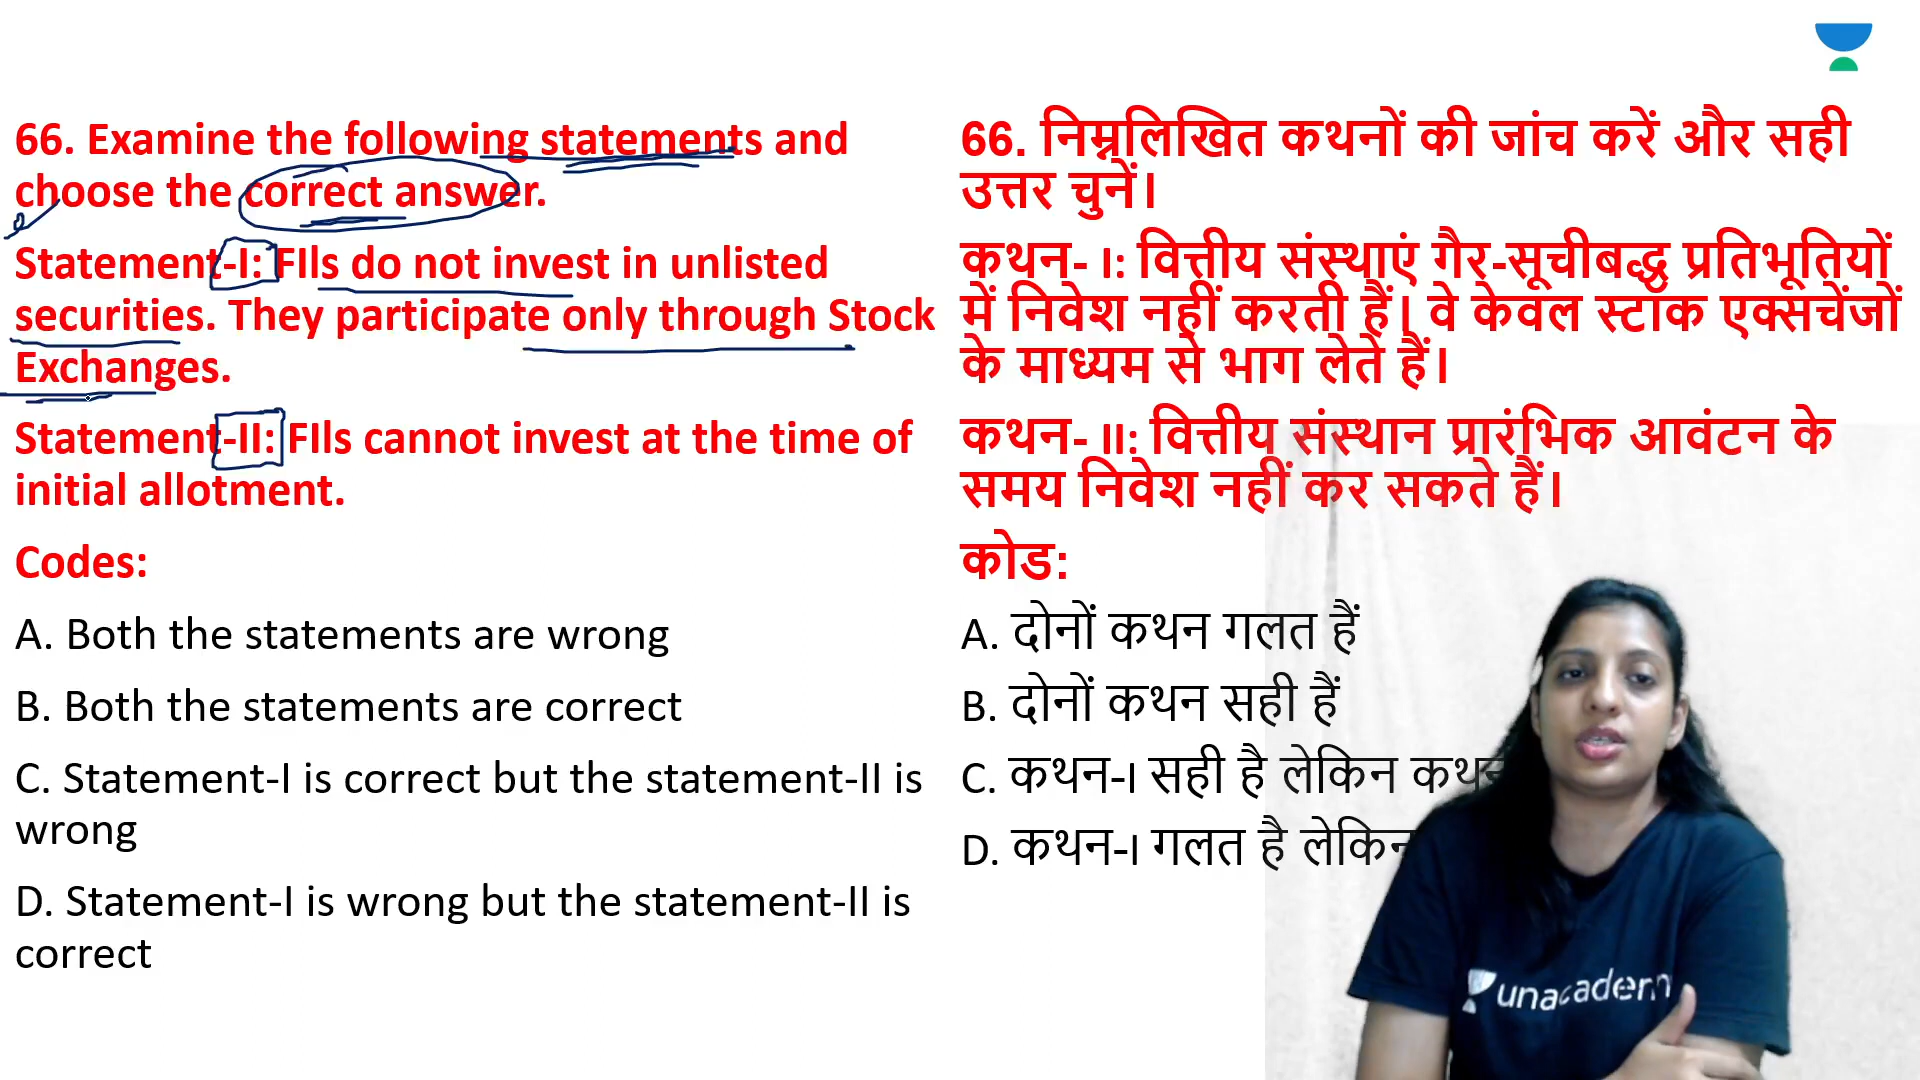 66. Examine the following statements and
choose the correct answer.
Statement-I: FIIs do not invest in unlisted
securities. They participate only through Stock
Exchanges.
Statement-II: FIIs cannot invest at the time of
initial allotment.
Codes:
A. Both the statements are wrong
B. Both the statements are correct
C. Statement-I is correct but the statement-II is
wrong
D. Statement-I is wrong but the statement-II is
correct
66. निम्नलिखित कथनों की जांच करें और सही
उत्तर चुनें।
कथन- I: वित्तीय संस्थाएं गैर-सूचीबद्ध प्रतिभूतियों
में निवेश नहीं करती हैं। वे केवल स्टॉक एक्सचेंजों
के माध्यम से भाग लेते हैं।
कथन- II: वित्तीय संस्थान प्रारंभिक आवंटन के
समय निवेश नहीं कर सकते हैं।
कोड:
A. दोनों कथन गलत हैं
B. दोनों कथन सही हैं
C. कथन-I सही है लेकिन
D. कथन-I गलत है लेकिन
unacademy